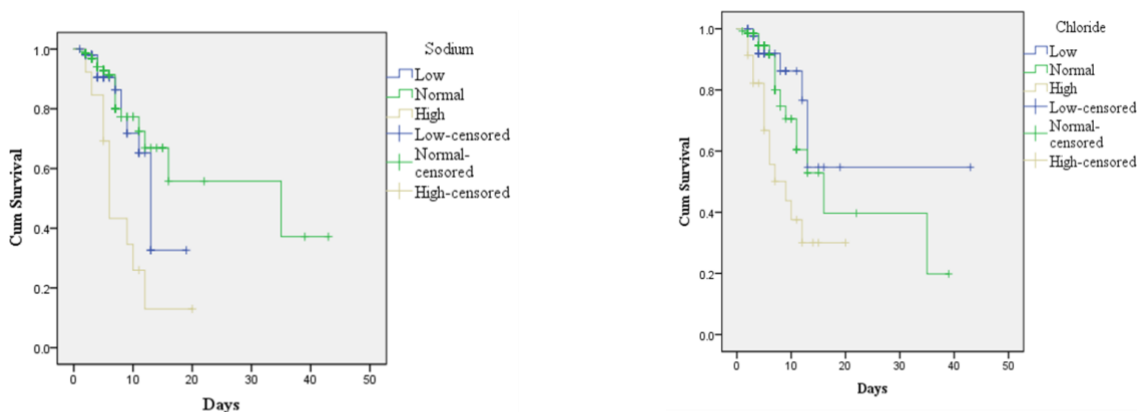 Sodium
Low
Normal
High
Low-censored
Normal-
censored
High-censored
Cum Survival
1.0
0.8
0.6
0.4
0.2
0.0
0
10
20
30
40
50
Days
Chloride
Low
Normal
High
Low-censored
Normal-
censored
High-censored
Cum Survival
1.0
0.8
0.6
0.4
0.2
0.0
0
10
20
30
40
50
Days